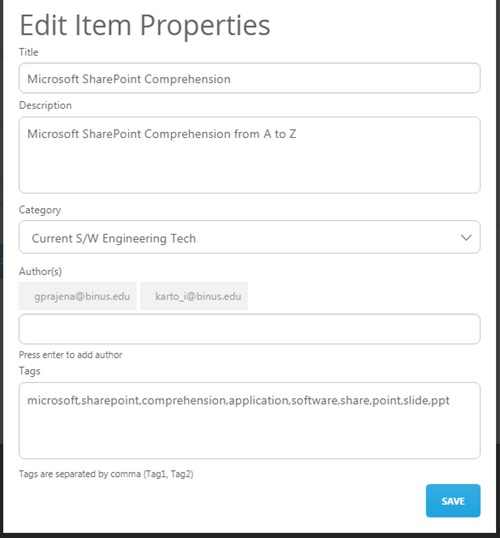 Edit Item Properties
Title
Microsoft SharePoint Comprehension
Description
Microsoft SharePoint Comprehension from A to Z
Category
Current S/W Engineering Tech
Author(s)
gprajena@binus.edu karto_i@binus.edu
Press enter to add author
Tags
microsoft,sharepoint,comprehension,application,software,share,point,slide,ppt
Tags are separated by comma (Tag1, Tag2)
SAVE